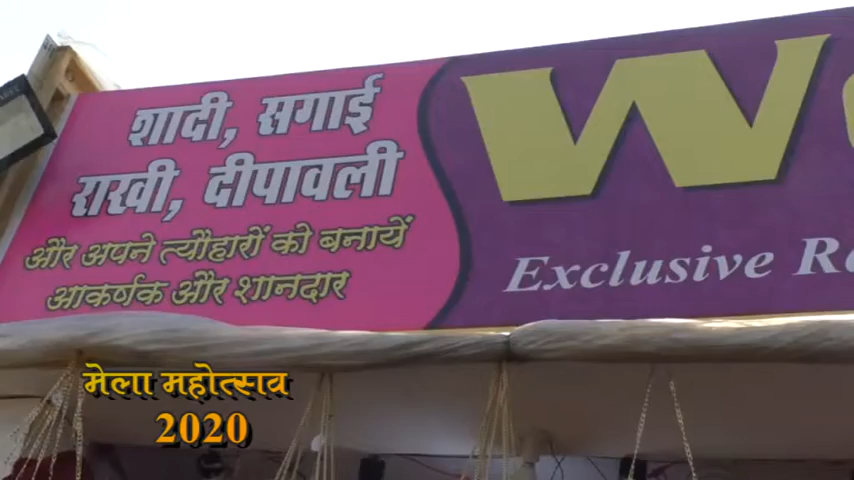 शादी, सगाई
राखी, दीपावली
और अपने त्यौहारों को बनायें
आकर्षक और शानदार
W
Exclusive
मेला महोत्सव
2020